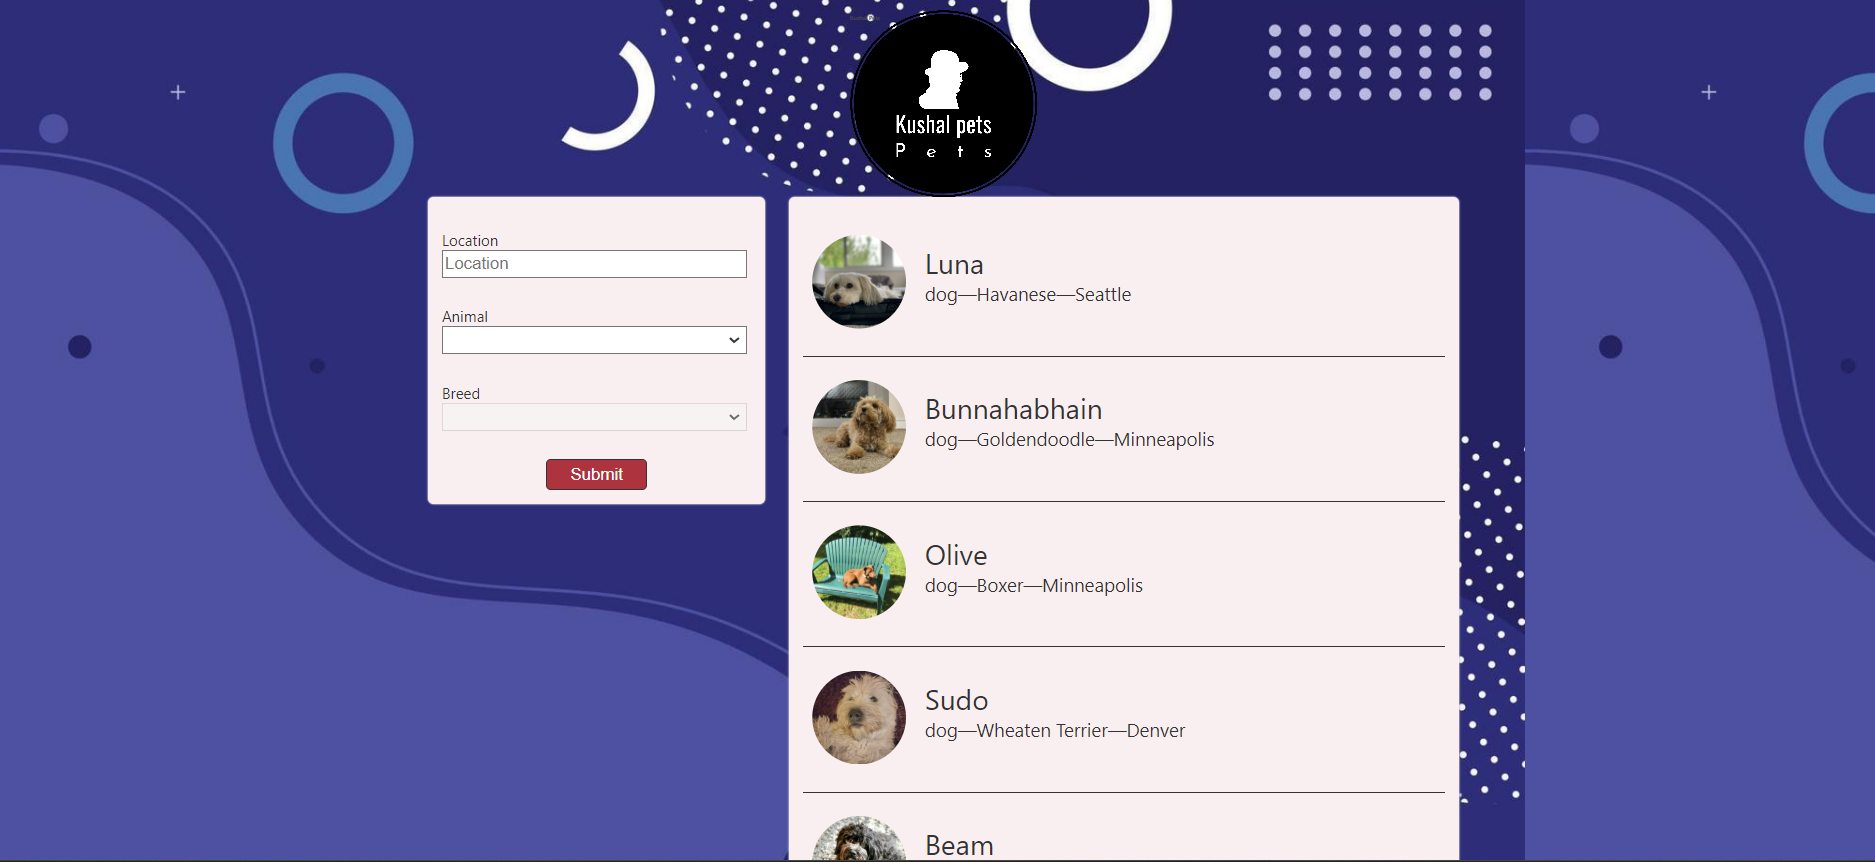 Kushal pets
Pets
Location
Location
Animal
Breed
Submit
Luna
dog—Havanese—Seattle
Bunnahabhain
dog—Goldendoodle—Minneapolis
Olive
dog—Boxer—Minneapolis
Sudo
dog—Wheaten Terrier—Denver
Beam